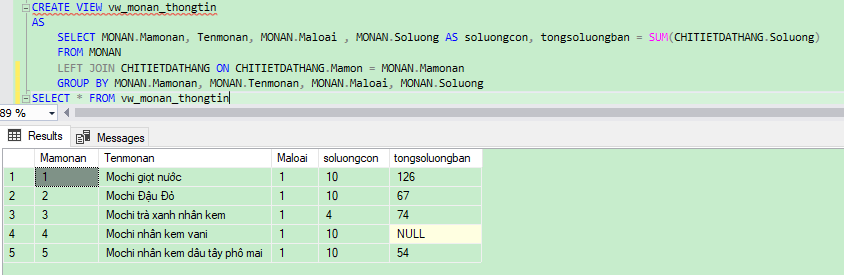 CREATE VIEW vw_monan_thongtin
AS
SELECT MONAN.Mamonan, Tenmonan, MONAN.Maloai , MONAN.Soluong AS soluongcon, tongsoluongban = SUM(CHITIETDATHANG.Soluong)
FROM MONAN
LEFT JOIN CHITIETDATHANG ON CHITIETDATHANG.Mamon = MONAN.Mamonan
GROUP BY MONAN.Mamonan, MONAN.Tenmonan, MONAN.Maloai, MONAN.Soluong
SELECT * FROM vw_monan_thongtin
89 %
Results Messages
Mamonan Tenmonan Maloai soluongcon tongsoluongban
1 1 Mochi giọt nước 1 10 126
2 2 Mochi Đậu Đỏ 1 10 67
3 3 Mochi trà xanh nhân kem 1 4 74
4 4 Mochi nhân kem vani 1 10 NULL
5 5 Mochi nhân kem dâu tây phô mai 1 10 54